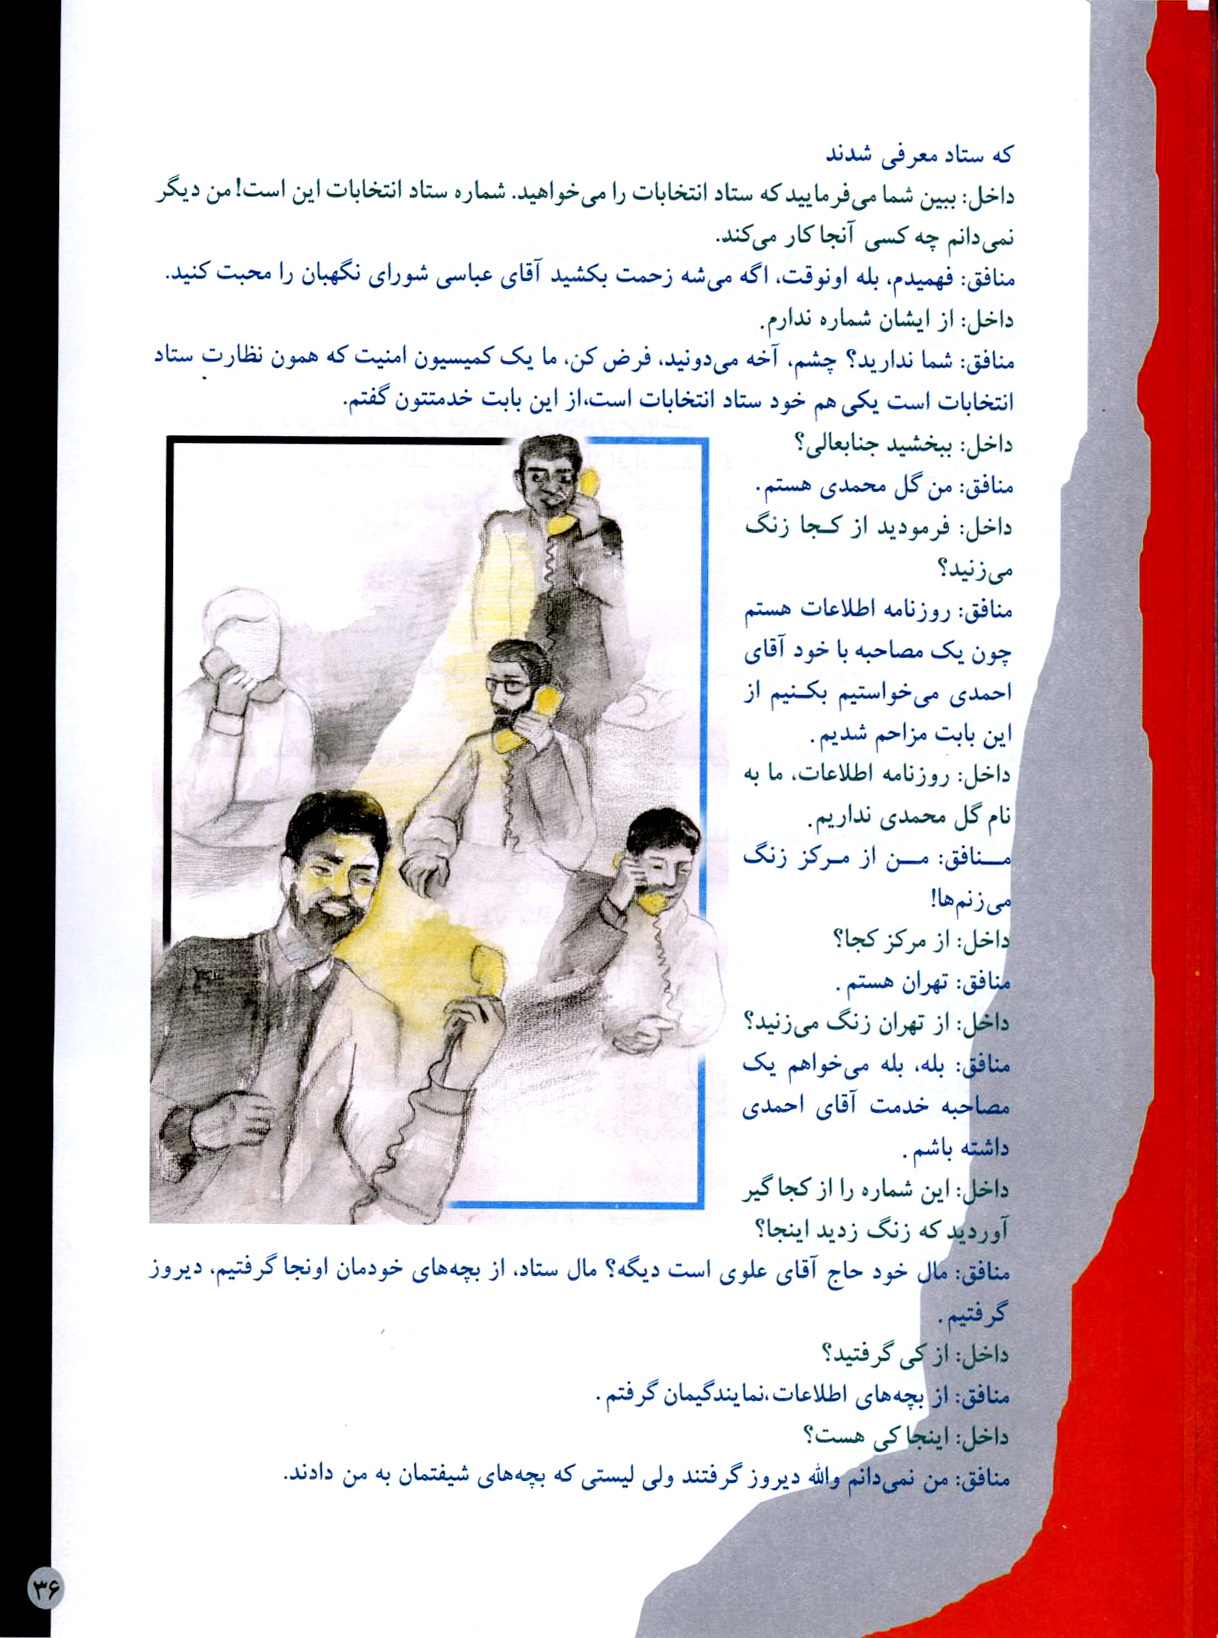 که ستاد معرفی شدند
داخل: ببین شما می‌فرمایید که ستاد انتخابات را می‌خواهید. شماره ستاد انتخابات این است! من دیگر
نمی‌دانم چه کسی آنجا کار می‌کند.
منافق: فهمیدم، بله اونوقت، اگه می‌شه زحمت بکشید آقای عباسی شورای نگهبان را محبت کنید.
داخل: از ایشان شماره ندارم.
منافق: شما ندارید؟ چشم، آخه می‌دونید، فرض کن، ما یک کمیسیون امنیت که همون نظارت ستاد
انتخابات است یکی هم خود ستاد انتخابات است،از این بابت خدمتتون گفتم.
داخل: ببخشید جنابعالی؟
منافق: من گل محمدی هستم.
داخل: فرمودید از کـجا زنگ
می‌زنید؟
منافق: روزنامه اطلاعات هستم
چون یک مصاحبه با خود آقای
احمدی می‌خواستیم بکـنیم از
این بابت مزاحم شدیم.
داخل: روزنامه اطلاعات، ما به
نام گل محمدی نداریم.
مــنافق: مــن از مـرکز زنگ
می‌زنم‌ها!
داخل: از مرکز کجا؟
منافق: تهران هستم .
داخل: از تهران زنگ می‌زنید؟
منافق: بله، بله می‌خواهم یک
مصاحبه خدمت آقای احمدی
داشته باشم .
داخل: این شماره را از کجا گیر
آوردید که زنگ زدید اینجا؟
منافق: مال خود حاج آقای علوی است دیگه؟ مال ستاد، از بچه‌های خودمان اونجا گرفتیم، دیروز
گرفتیم.
داخل: از کی گرفتید؟
منافق: از بچه‌های اطلاعات،نمایندگیمان گرفتم .
داخل: اینجا کی هست؟
منافق: من نمی‌دانم والله دیروز گرفتند ولی لیستی که بچه‌های شیفتمان به من دادند.
۳۶